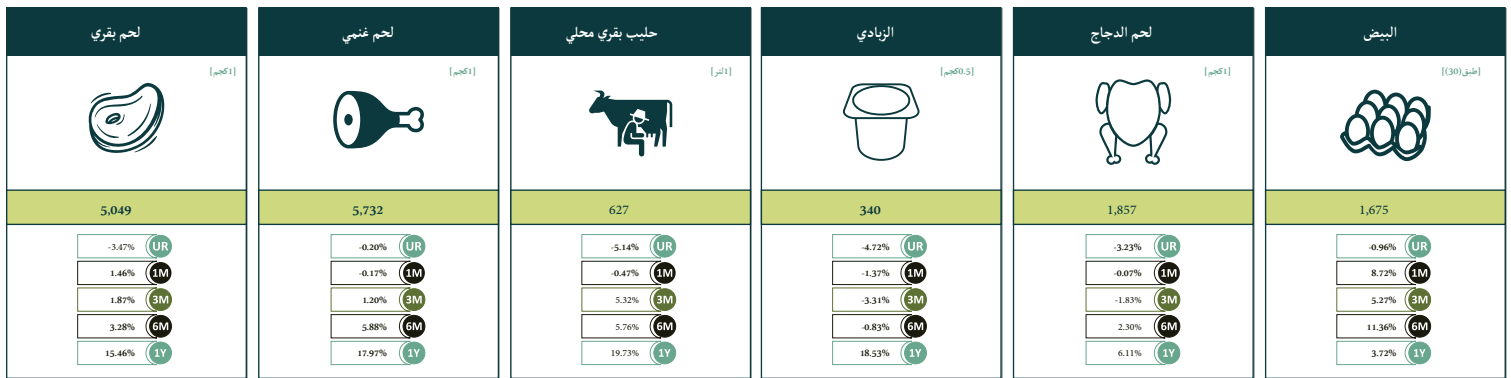 البيض
[طبق(30)]
1,675
UR -0.96%
1M 8.72%
3M 5.27%
6M 11.36%
1Y 3.72%
لحم الدجاج
[1كجم]
1,857
UR -3.23%
1M -0.07%
3M -1.83%
6M 2.30%
1Y 6.11%
الزبادي
[0.5كجم]
340
UR -4.72%
1M -1.37%
3M -3.31%
6M -0.83%
1Y 18.53%
حليب بقري محلي
[1لتر]
627
UR -5.14%
1M -0.47%
3M 5.32%
6M 5.76%
1Y 19.73%
لحم غنمي
[1كجم]
5,732
UR -0.20%
1M -0.17%
3M 1.20%
6M 5.88%
1Y 17.97%
لحم بقري
[1كجم]
5,049
UR -3.47%
1M 1.46%
3M 1.87%
6M 3.28%
1Y 15.46%